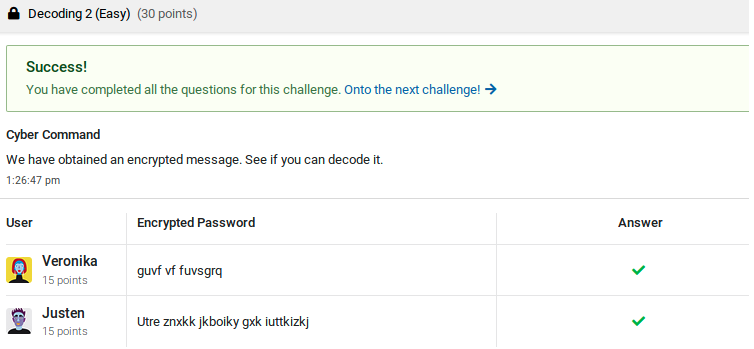 Decoding 2 (Easy) (30 points)
Success!
You have completed all the questions for this challenge. Onto the next challenge!
Cyber Command
We have obtained an encrypted message. See if you can decode it.
1:26:47 pm
User Encrypted Password Answer
Veronika
15 points
guvf vf fuvsgrq
Justen
15 points
Utre znxkk jkboiky gxk iuttkizkj